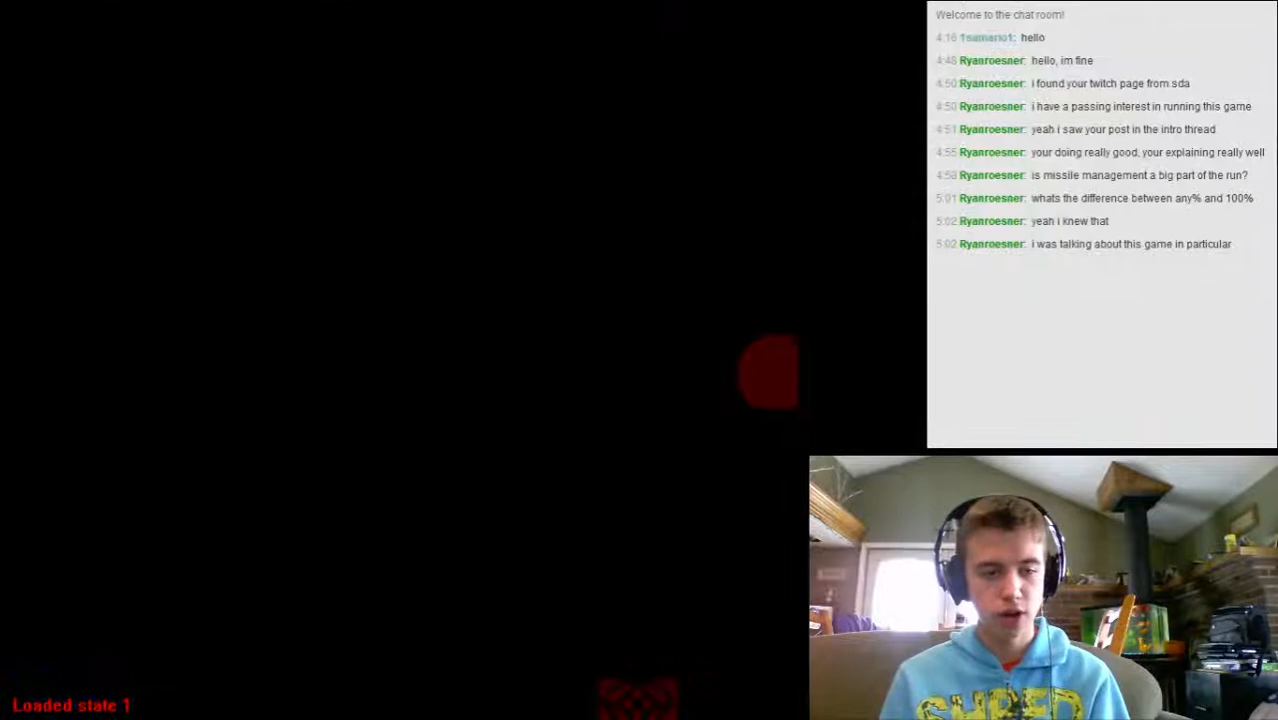 Welcome to the chat room!
4:16 1samario1: hello
4:48 Ryanroesner: hello, im fine
4:50 Ryanroesner: i found your twitch page from sda
4:50 Ryanroesner: i have a passing interest in running this game
4:51 Ryanroesner: yeah i saw your post in the intro thread
4:55 Ryanroesner: your doing really good, your explaining really well
4:58 Ryanroesner: is missile management a big part of the run?
5:01 Ryanroesner: whats the difference between any% and 100%
5:02 Ryanroesner: yeah i knew that
5:02 Ryanroesner: i was talking about this game in particular
SHRED
Loaded state 1